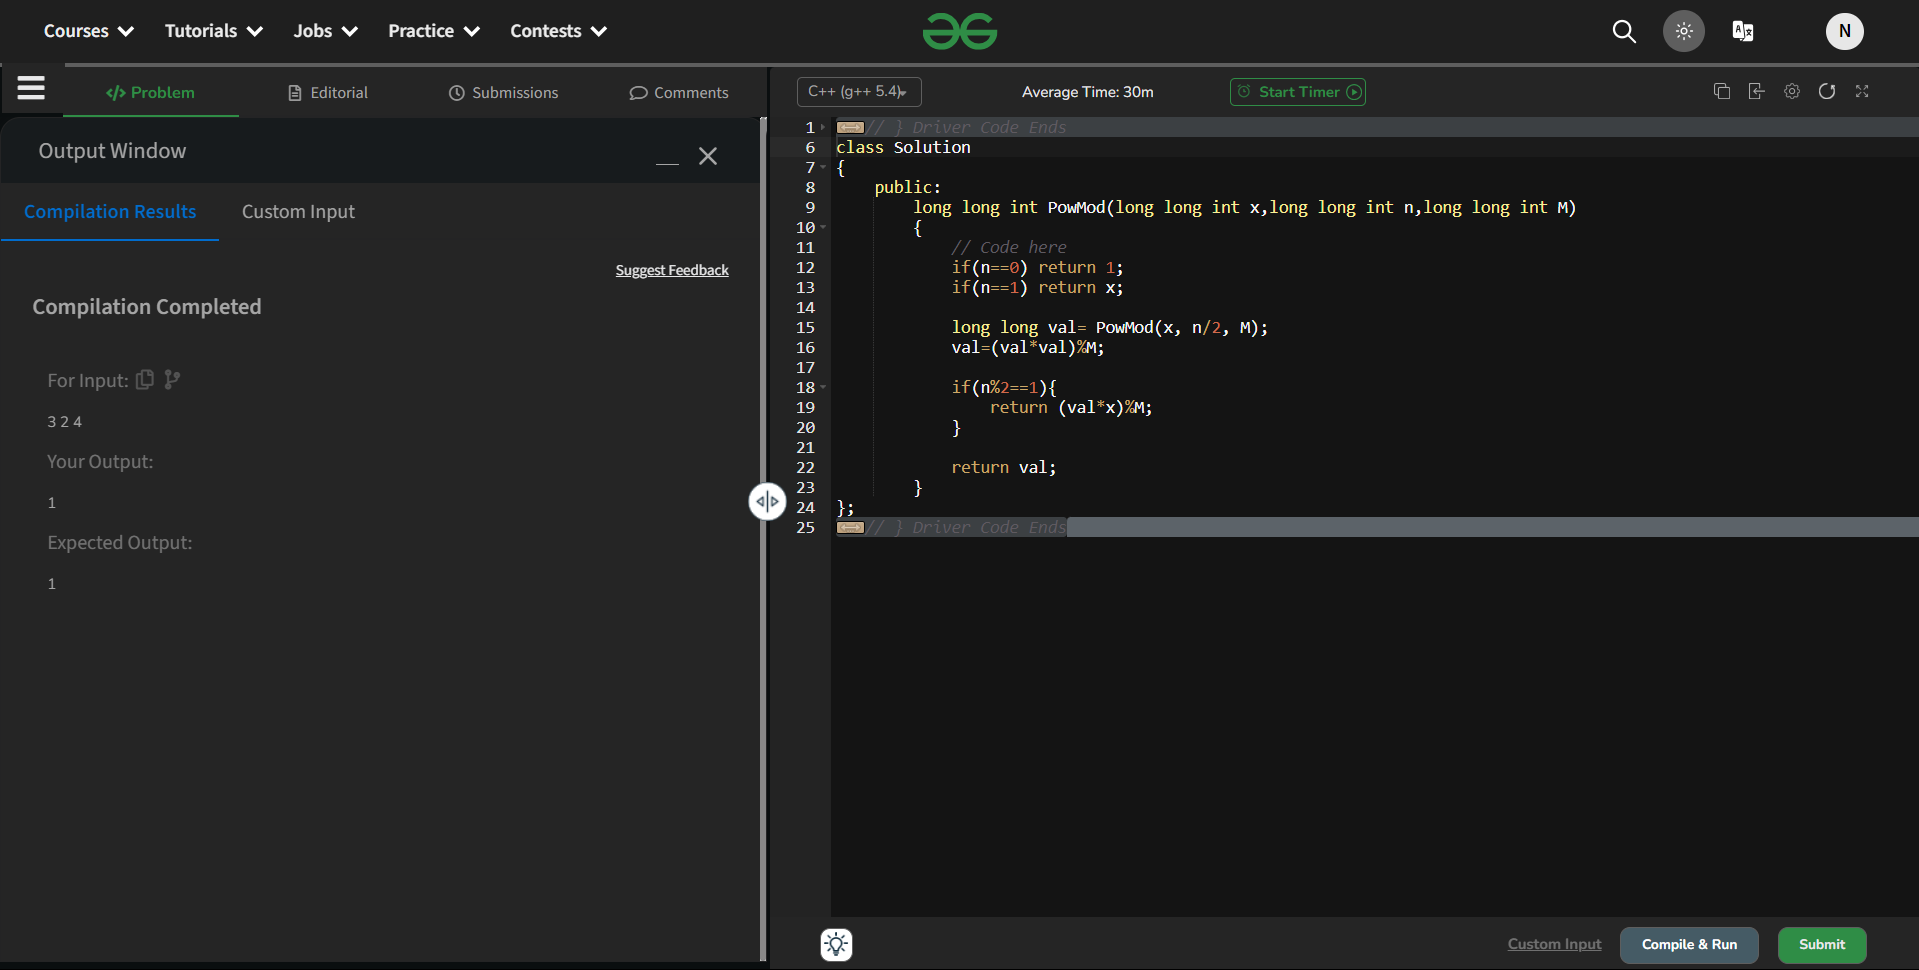 Courses Tutorials Jobs Practice Contests
N
Problem Editorial Submissions Comments
Output Window
Compilation Results Custom Input
Suggest Feedback
Compilation Completed
For Input:
3 2 4
Your Output:
1
Expected Output:
1
C++ (g++ 5.4) Average Time: 30m Start Timer
1 // } Driver Code Ends
6 class Solution
7 {
8 public:
9 long long int PowMod(long long int x,long long int n,long long int M)
10 {
11 // Code here
12 if(n==0) return 1;
13 if(n==1) return x;
14
15 long long val= PowMod(x, n/2, M);
16 val=(val*val)%M;
17
18 if(n%2==1){
19 return (val*x)%M;
20 }
21
22 return val;
23 }
24 };
25 // } Driver Code Ends
Custom Input Compile & Run Submit